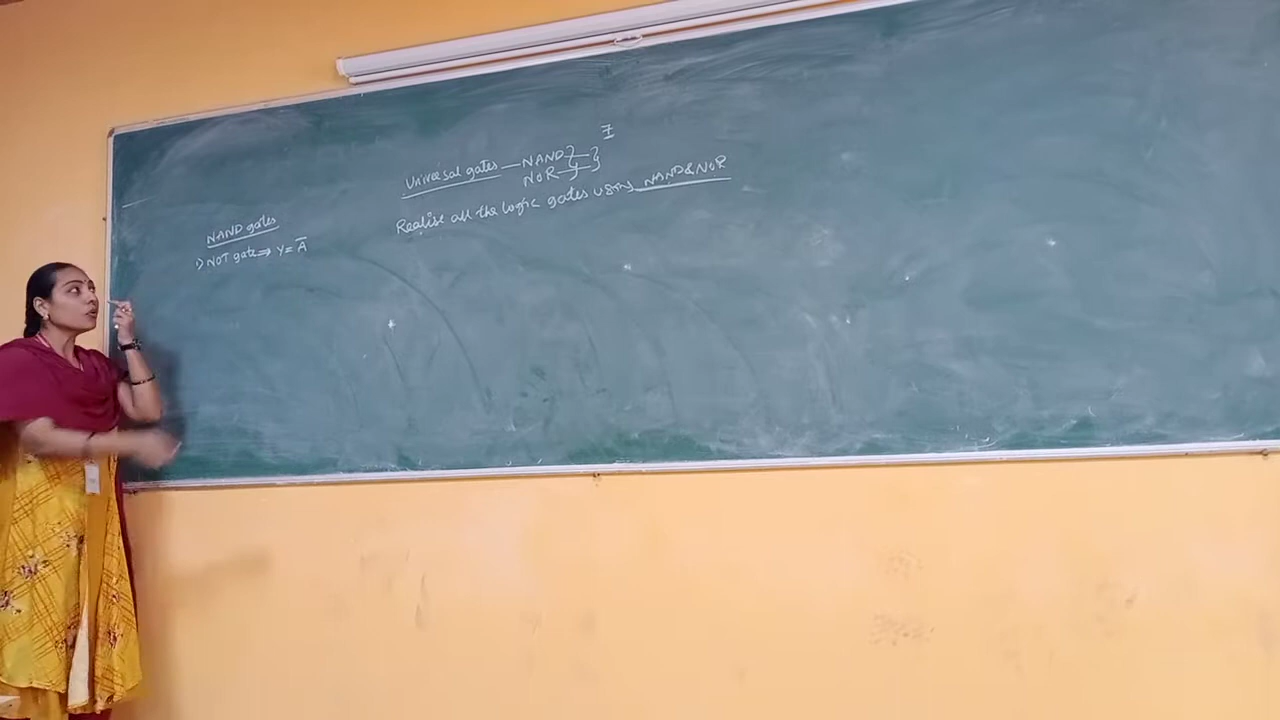 I
Universal gates — NAND
NOR
Realise all the logic gates using NAND & NOR
NAND gates
1) NOT gate ⇒ Y = A̅